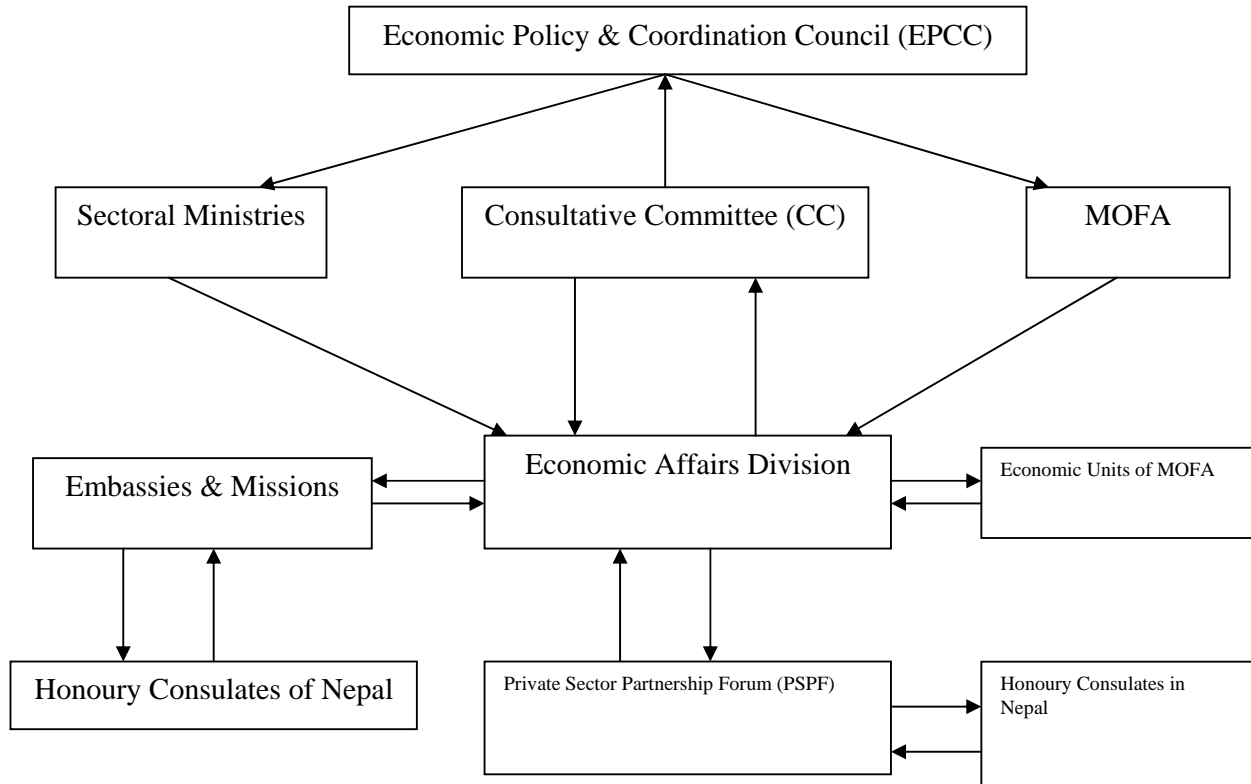 Economic Policy & Coordination Council (EPCC)
Sectoral Ministries
Consultative Committee (CC)
MOFA
Economic Affairs Division
Embassies & Missions
Economic Units of MOFA
Honoury Consulates of Nepal
Private Sector Partnership Forum (PSPF)
Honoury Consulates in
Nepal